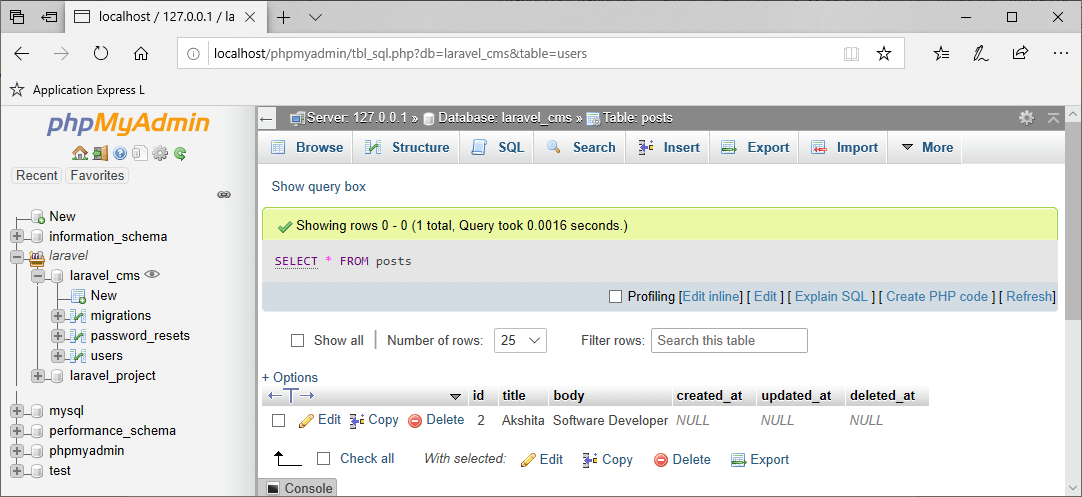 localhost / 127.0.0.1 / la
localhost/phpmyadmin/tbl_sql.php?db=laravel_cms&table=users
Application Express L
phpMyAdmin
Recent Favorites
New
information_schema
laravel
laravel_cms
New
migrations
password_resets
users
laravel_project
mysql
performance_schema
phpmyadmin
test
Server: 127.0.0.1 » Database: laravel_cms » Table: posts
Browse Structure SQL Search Insert Export Import More
Show query box
Showing rows 0 - 0 (1 total, Query took 0.0016 seconds.)
SELECT * FROM posts
Profiling [Edit inline] [ Edit ] [ Explain SQL ] [ Create PHP code ] [ Refresh]
Show all | Number of rows: 25 Filter rows: Search this table
+ Options
id title body created_at updated_at deleted_at
Edit Copy Delete 2 Akshita Software Developer NULL NULL NULL
Check all With selected: Edit Copy Delete Export
Console